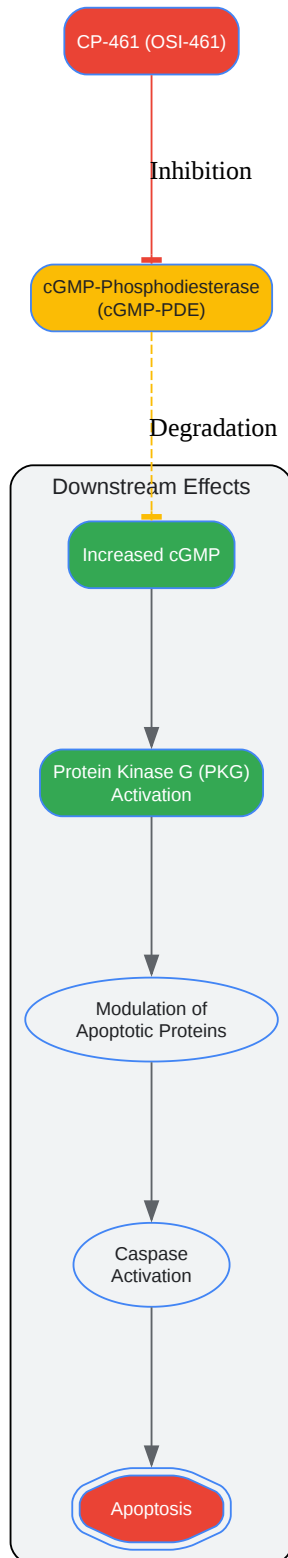 CP-461 (OSI-461)
Inhibition
cGMP-Phosphodiesterase
(cGMP-PDE)
Degradation
Downstream Effects
Increased cGMP
Protein Kinase G (PKG)
Activation
Modulation of
Apoptotic Proteins
Caspase
Activation
Apoptosis